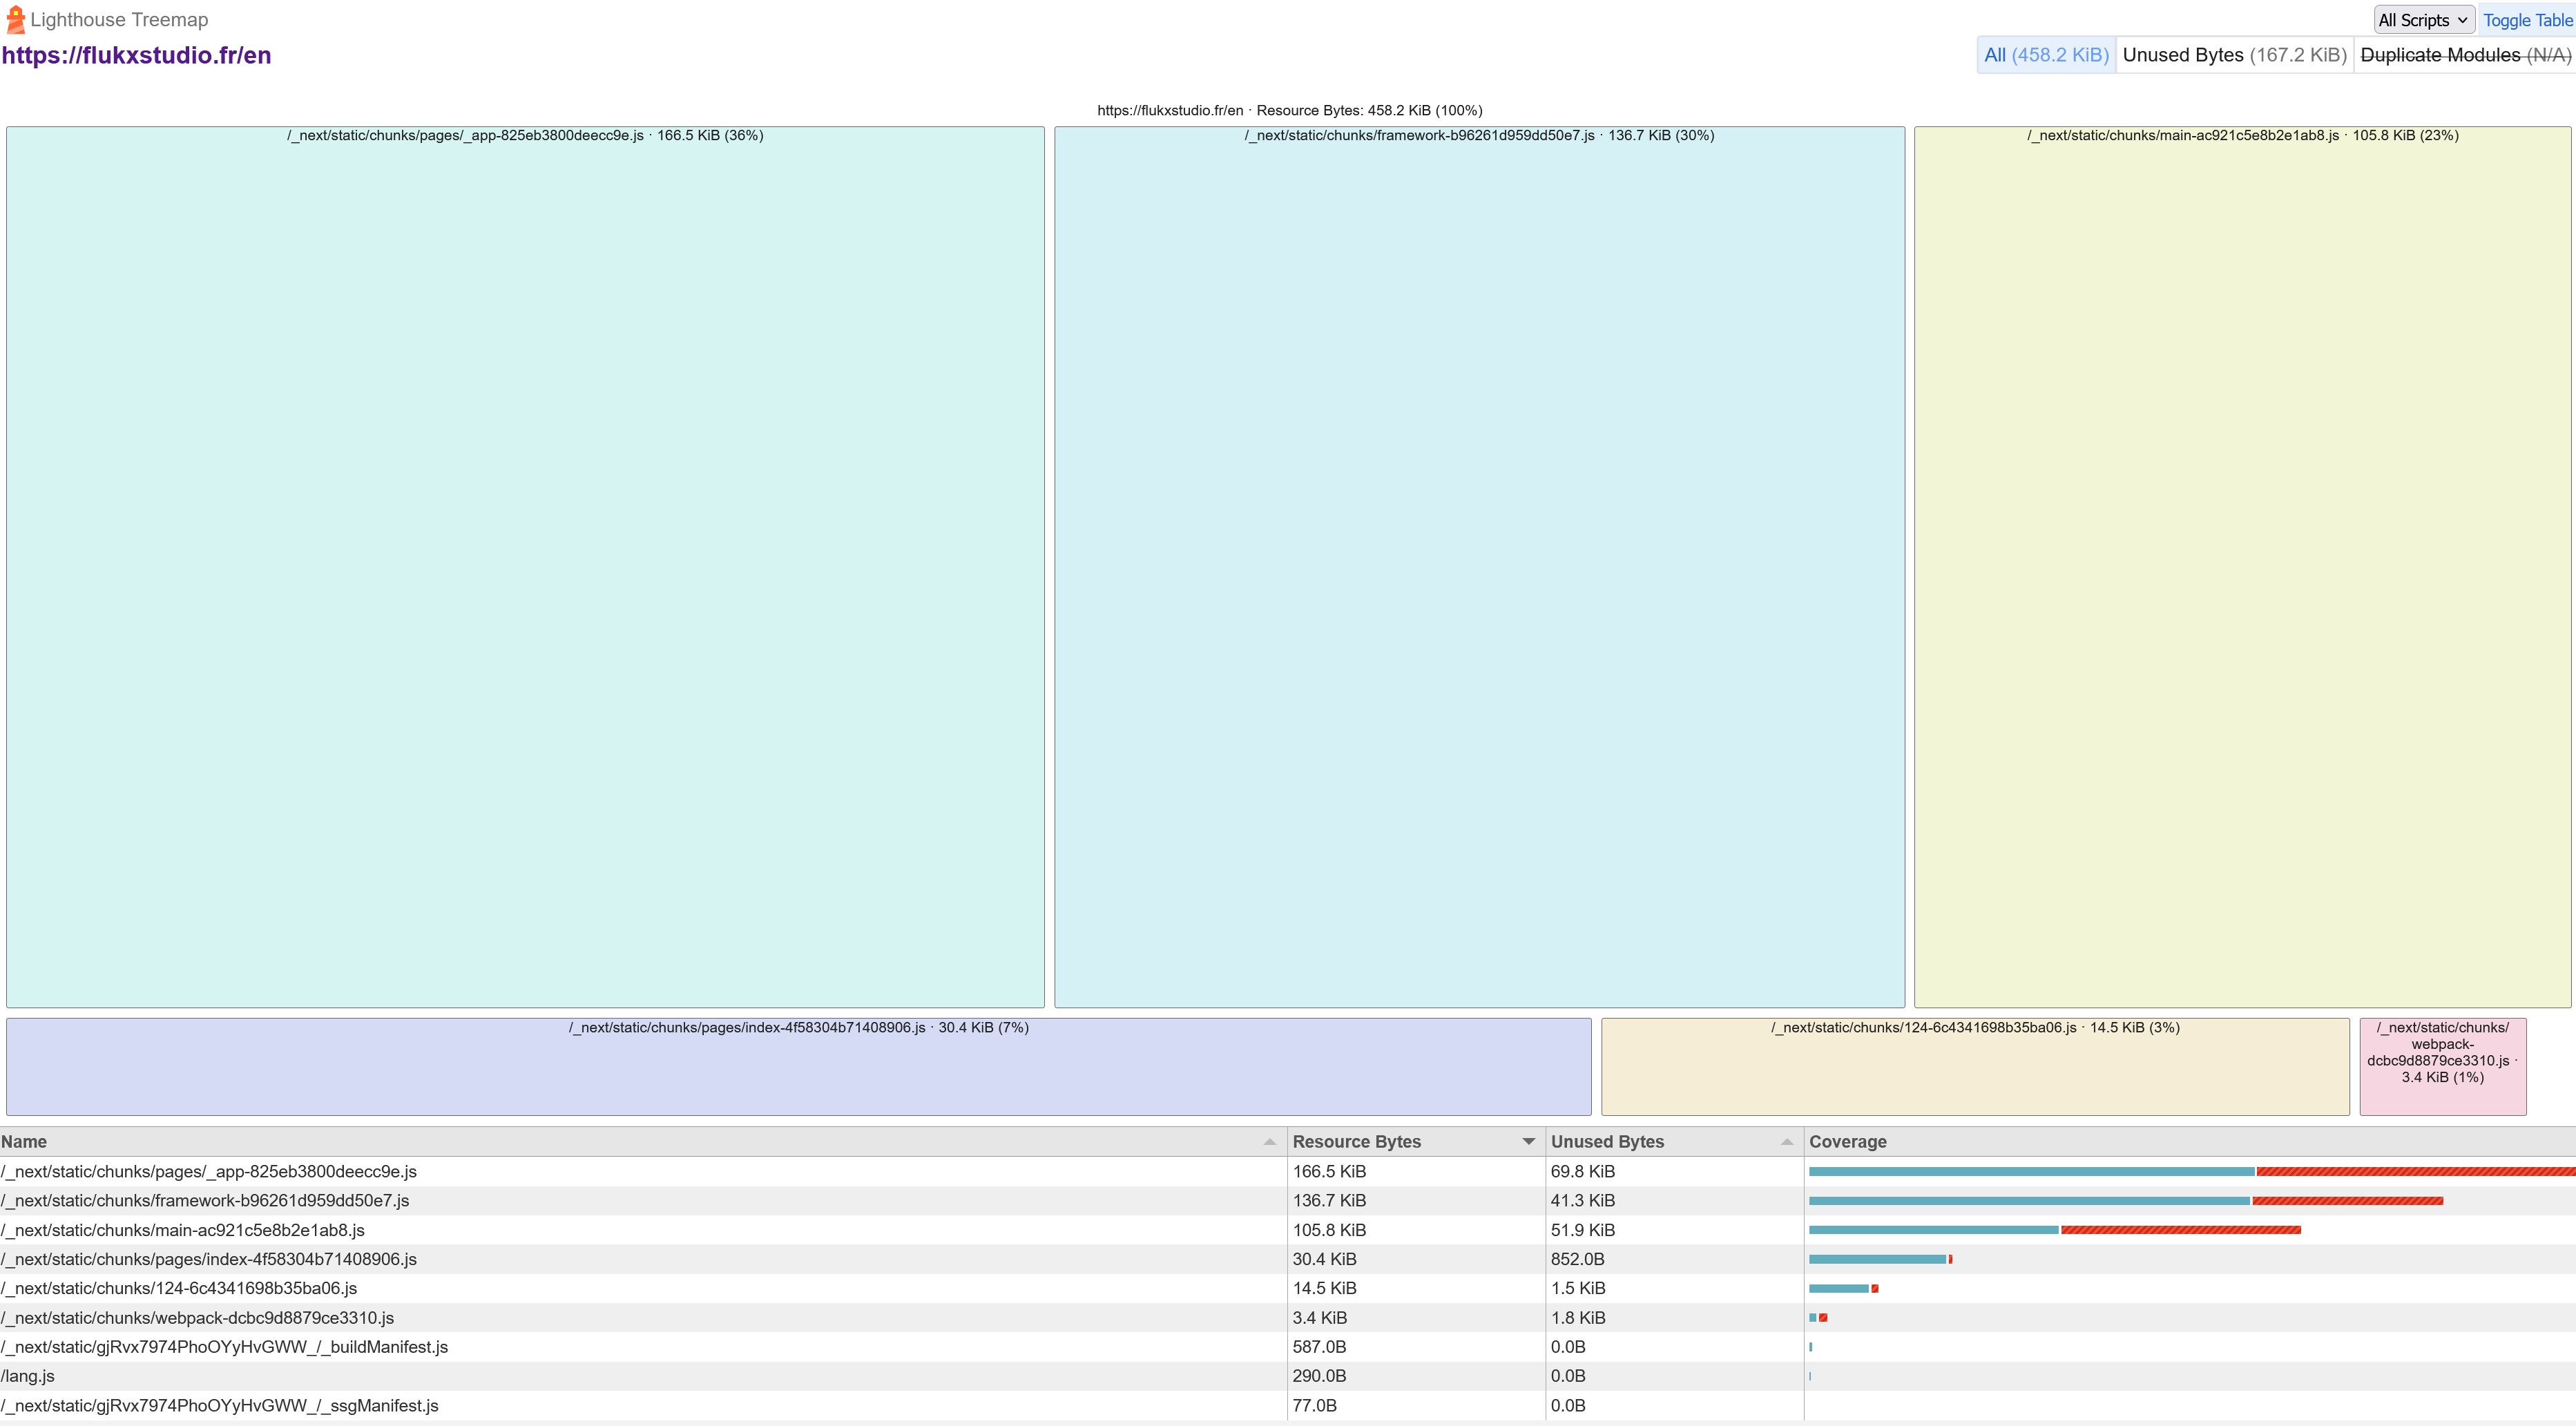 Lighthouse Treemap
All Scripts
Toggle Table
https://flukxstudio.fr/en
All (458.2 KiB)
Unused Bytes (167.2 KiB)
Duplicate Modules (N/A)
https://flukxstudio.fr/en · Resource Bytes: 458.2 KiB (100%)
/_next/static/chunks/pages/_app-825eb3800deecc9e.js · 166.5 KiB (36%)
/_next/static/chunks/framework-b96261d959dd50e7.js · 136.7 KiB (30%)
/_next/static/chunks/main-ac921c5e8b2e1ab8.js · 105.8 KiB (23%)
/_next/static/chunks/pages/index-4f58304b71408906.js · 30.4 KiB (7%)
/_next/static/chunks/124-6c4341698b35ba06.js · 14.5 KiB (3%)
/_next/static/chunks/
webpack-
dcbc9d8879ce3310.js ·
3.4 KiB (1%)
Name Resource Bytes Unused Bytes Coverage
/_next/static/chunks/pages/_app-825eb3800deecc9e.js 166.5 KiB 69.8 KiB
/_next/static/chunks/framework-b96261d959dd50e7.js 136.7 KiB 41.3 KiB
/_next/static/chunks/main-ac921c5e8b2e1ab8.js 105.8 KiB 51.9 KiB
/_next/static/chunks/pages/index-4f58304b71408906.js 30.4 KiB 852.0B
/_next/static/chunks/124-6c4341698b35ba06.js 14.5 KiB 1.5 KiB
/_next/static/chunks/webpack-dcbc9d8879ce3310.js 3.4 KiB 1.8 KiB
/_next/static/gjRvx7974PhoOYyHvGWW_/_buildManifest.js 587.0B 0.0B
/lang.js 290.0B 0.0B
/_next/static/gjRvx7974PhoOYyHvGWW_/_ssgManifest.js 77.0B 0.0B